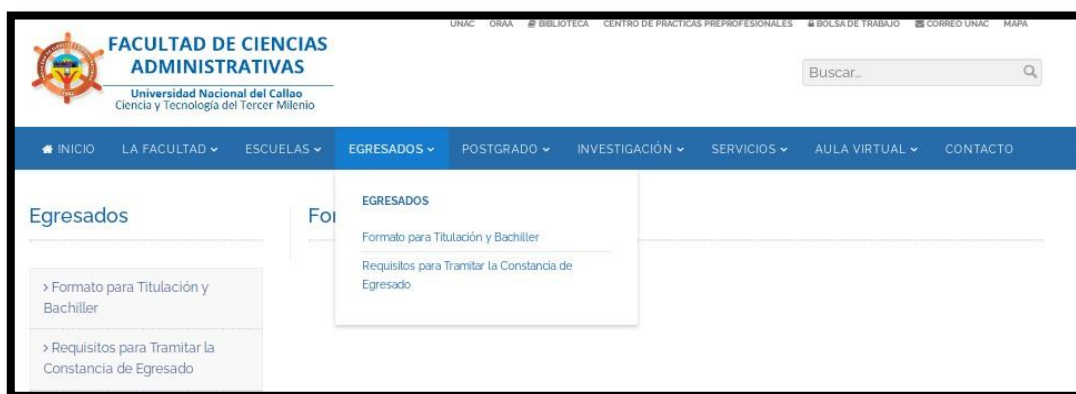 UNAC ORAA BIBLIOTECA CENTRO DE PRACTICAS PREPROFESIONALES BOLSA DE TRABAJO CORREO UNAC MAPA
FACULTAD DE CIENCIAS
ADMINISTRATIVAS
Universidad Nacional del Callao
Ciencia y Tecnología del Tercer Milenio
Buscar...
INICIO LA FACULTAD ESCUELAS EGRESADOS POSTGRADO INVESTIGACIÓN SERVICIOS AULA VIRTUAL CONTACTO
EGRESADOS
Formato para Titulación y Bachiller
Requisitos para Tramitar la Constancia de
Egresado
Egresados
> Formato para Titulación y
Bachiller
> Requisitos para Tramitar la
Constancia de Egresado